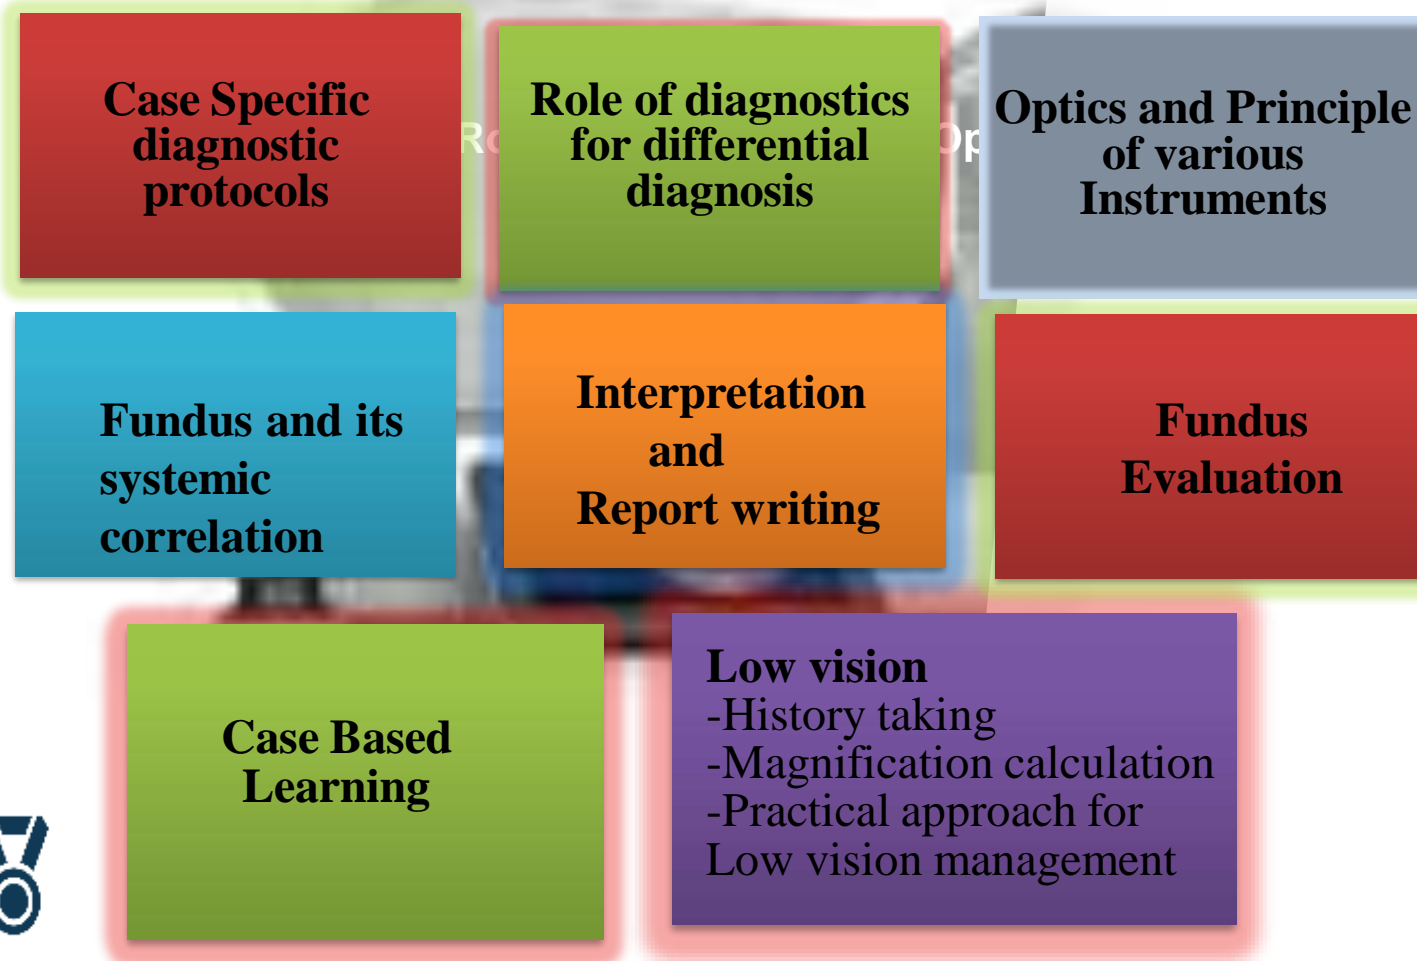 Case Specific
diagnostic
protocols
Role of diagnostics
for differential
diagnosis
Optics and Principle
of various
Instruments
Fundus and its
systemic
correlation
Interpretation
and
Report writing
Fundus
Evaluation
Case Based
Learning
Low vision
-History taking
-Magnification calculation
-Practical approach for
Low vision management